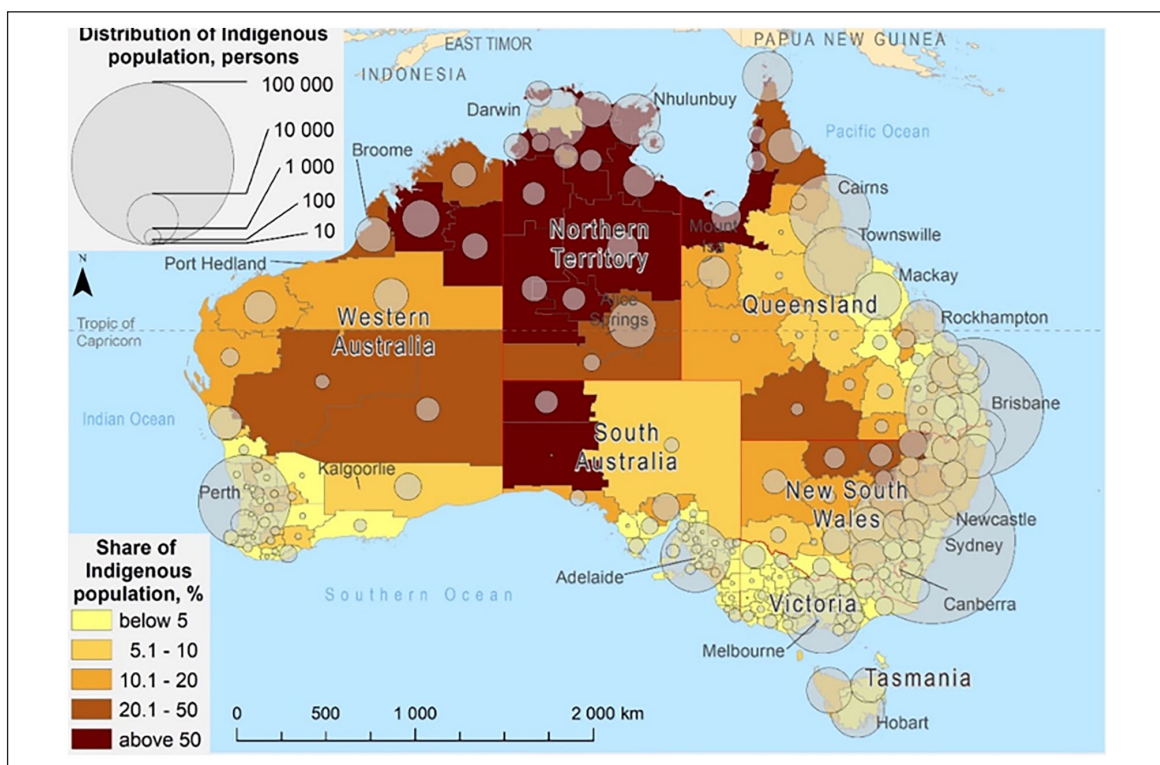 Distribution of Indigenous
population, persons
100 000
10 000
1 000
100
10
EAST TIMOR
INDONESIA
PAPUA NEW GUINEA
Darwin
Nhulunbuy
Pacific Ocean
Broome
Cairns
Northern
Territory
Mount
Isa
Townswille
Port Hedland
Mackay
N
Western
Australia
Alice
Springs
Queensland
Rockhampton
Tropic of
Capricorn
Indian Ocean
Brisbane
South
Australia
Kalgoorlie
Perth
New South
Wales
Newcastle
Sydney
Adelaide
Canberra
Southern Ocean
Victoria
Melbourne
Tasmania
Hobart
Share of
Indigenous
population, %
below 5
5.1 - 10
10.1 - 20
20.1 - 50
above 50
0 500 1 000 2 000 km